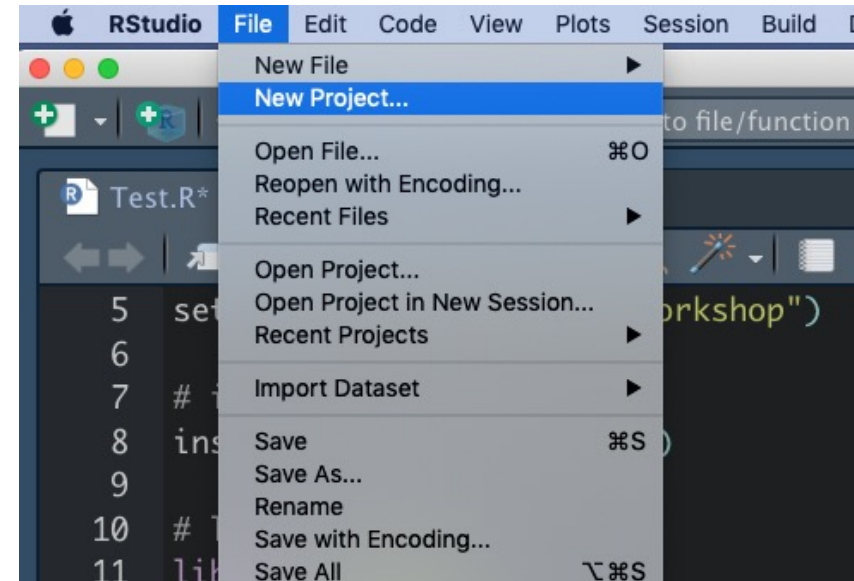 RStudio File Edit Code View Plots Session Build
New File
New Project...
to file/function
Open File... ⌘O
Reopen with Encoding...
Test.R*
Recent Files
Open Project...
5 set
Open Project in New Session...
orkshop")
Recent Projects
6
7 #
Import Dataset
8 ins
Save ⌘S )
9
Save As...
Rename
10 #
Save with Encoding...
11 lib
Save All ⌥⌘S